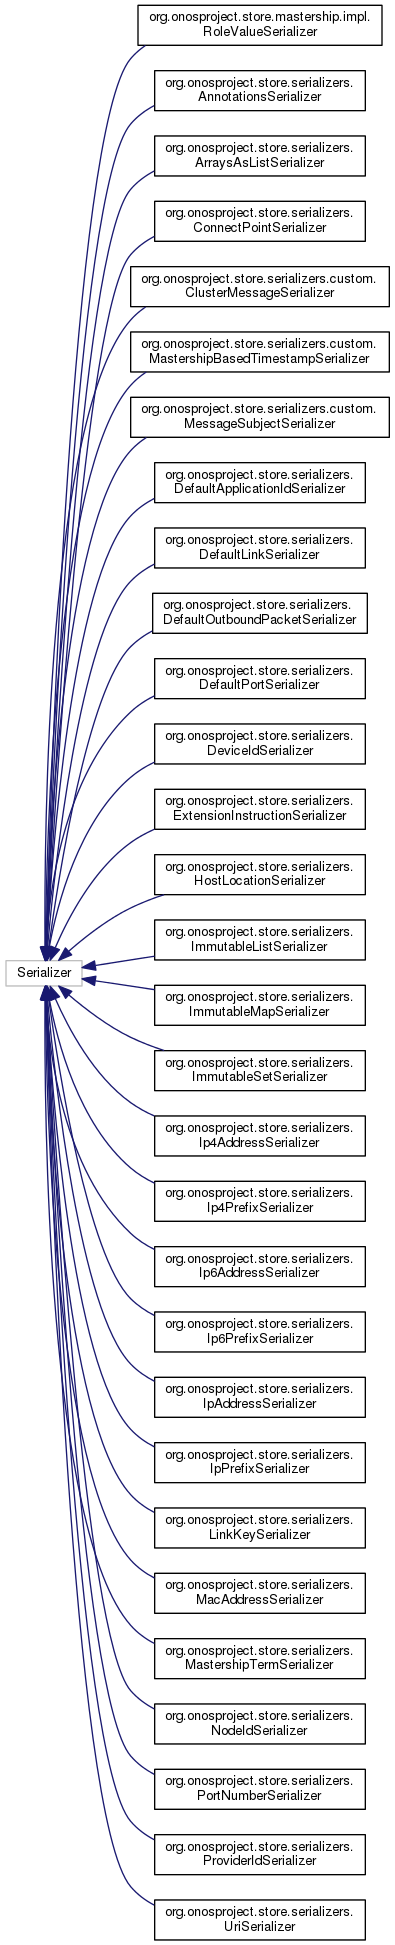 org.onosproject.store.mastership.impl.
RoleValueSerializer
org.onosproject.store.serializers.
AnnotationsSerializer
org.onosproject.store.serializers.
ArraysAsListSerializer
org.onosproject.store.serializers.
ConnectPointSerializer
org.onosproject.store.serializers.custom.
ClusterMessageSerializer
org.onosproject.store.serializers.custom.
MastershipBasedTimestampSerializer
org.onosproject.store.serializers.custom.
MessageSubjectSerializer
org.onosproject.store.serializers.
DefaultApplicationIdSerializer
org.onosproject.store.serializers.
DefaultLinkSerializer
org.onosproject.store.serializers.
DefaultOutboundPacketSerializer
org.onosproject.store.serializers.
DefaultPortSerializer
org.onosproject.store.serializers.
DeviceIdSerializer
org.onosproject.store.serializers.
ExtensionInstructionSerializer
org.onosproject.store.serializers.
HostLocationSerializer
org.onosproject.store.serializers.
ImmutableListSerializer
Serializer
org.onosproject.store.serializers.
ImmutableMapSerializer
org.onosproject.store.serializers.
ImmutableSetSerializer
org.onosproject.store.serializers.
Ip4AddressSerializer
org.onosproject.store.serializers.
Ip4PrefixSerializer
org.onosproject.store.serializers.
Ip6AddressSerializer
org.onosproject.store.serializers.
Ip6PrefixSerializer
org.onosproject.store.serializers.
IpAddressSerializer
org.onosproject.store.serializers.
IpPrefixSerializer
org.onosproject.store.serializers.
LinkKeySerializer
org.onosproject.store.serializers.
MacAddressSerializer
org.onosproject.store.serializers.
MastershipTermSerializer
org.onosproject.store.serializers.
NodeIdSerializer
org.onosproject.store.serializers.
PortNumberSerializer
org.onosproject.store.serializers.
ProviderIdSerializer
org.onosproject.store.serializers.
UriSerializer